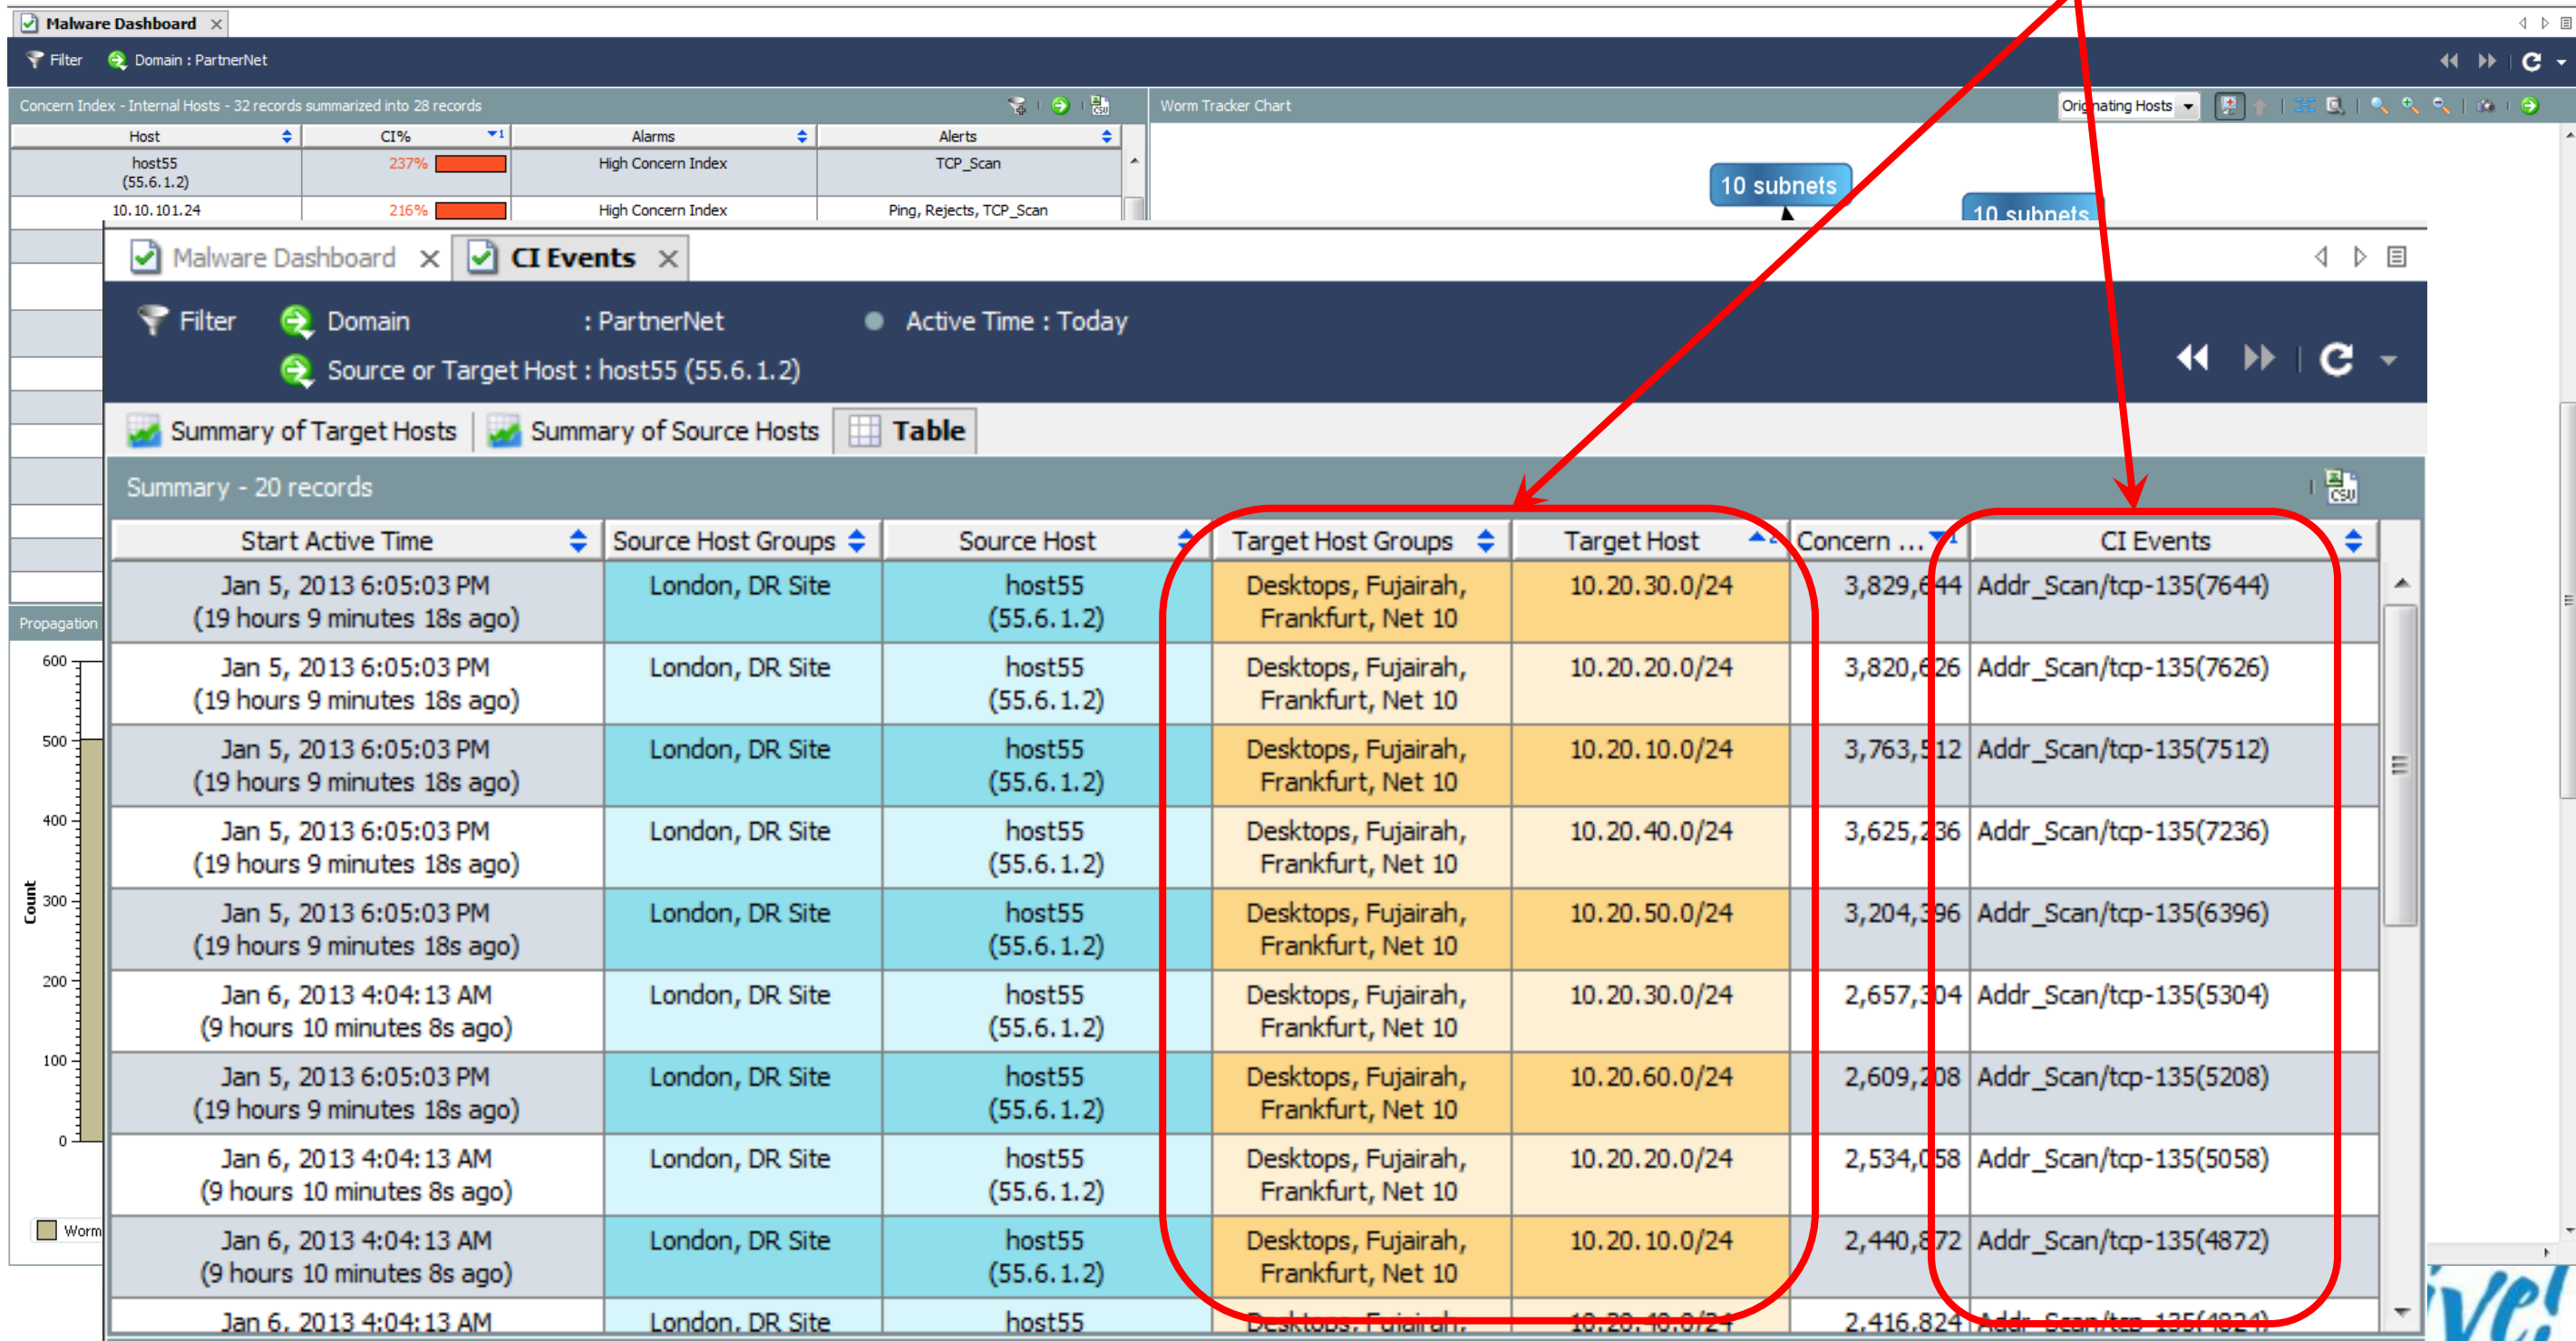 Malware Dashboard
Filter Domain : PartnerNet
Concern Index - Internal Hosts - 32 records summarized into 28 records
CSU
Host CI% 1 Alarms Alerts
host55 237% High Concern Index TCP_Scan
(55.6.1.2)
10.10.101.24 216% High Concern Index Ping, Rejects, TCP_Scan
Worm Tracker Chart Originating Hosts
10 subnets
10 subnets
Malware Dashboard CI Events
Filter Domain : PartnerNet Active Time : Today
Source or Target Host : host55 (55.6.1.2)
Summary of Target Hosts Summary of Source Hosts Table
Summary - 20 records
CSU
Start Active Time Source Host Groups Source Host Target Host Groups Target Host Concern ... 1 CI Events
Jan 5, 2013 6:05:03 PM London, DR Site host55 Desktops, Fujairah, 10.20.30.0/24 3,829,644 Addr_Scan/tcp-135(7644)
(19 hours 9 minutes 18s ago) (55.6.1.2) Frankfurt, Net 10
Jan 5, 2013 6:05:03 PM London, DR Site host55 Desktops, Fujairah, 10.20.20.0/24 3,820,626 Addr_Scan/tcp-135(7626)
(19 hours 9 minutes 18s ago) (55.6.1.2) Frankfurt, Net 10
Jan 5, 2013 6:05:03 PM London, DR Site host55 Desktops, Fujairah, 10.20.10.0/24 3,763,512 Addr_Scan/tcp-135(7512)
(19 hours 9 minutes 18s ago) (55.6.1.2) Frankfurt, Net 10
Jan 5, 2013 6:05:03 PM London, DR Site host55 Desktops, Fujairah, 10.20.40.0/24 3,625,236 Addr_Scan/tcp-135(7236)
(19 hours 9 minutes 18s ago) (55.6.1.2) Frankfurt, Net 10
Jan 5, 2013 6:05:03 PM London, DR Site host55 Desktops, Fujairah, 10.20.50.0/24 3,204,396 Addr_Scan/tcp-135(6396)
(19 hours 9 minutes 18s ago) (55.6.1.2) Frankfurt, Net 10
Jan 6, 2013 4:04:13 AM London, DR Site host55 Desktops, Fujairah, 10.20.30.0/24 2,657,304 Addr_Scan/tcp-135(5304)
(9 hours 10 minutes 8s ago) (55.6.1.2) Frankfurt, Net 10
Jan 5, 2013 6:05:03 PM London, DR Site host55 Desktops, Fujairah, 10.20.60.0/24 2,609,208 Addr_Scan/tcp-135(5208)
(19 hours 9 minutes 18s ago) (55.6.1.2) Frankfurt, Net 10
Jan 6, 2013 4:04:13 AM London, DR Site host55 Desktops, Fujairah, 10.20.20.0/24 2,534,058 Addr_Scan/tcp-135(5058)
(9 hours 10 minutes 8s ago) (55.6.1.2) Frankfurt, Net 10
Jan 6, 2013 4:04:13 AM London, DR Site host55 Desktops, Fujairah, 10.20.10.0/24 2,440,872 Addr_Scan/tcp-135(4872)
(9 hours 10 minutes 8s ago) (55.6.1.2) Frankfurt, Net 10
Jan 6, 2013 4:04:13 AM London, DR Site host55 Desktops, Fujairah, 10.20.40.0/24 2,416,824 Addr_Scan/tcp-135(4824)
Propagation
600
500
400
300
200
100
0
Count
Worm
ive!